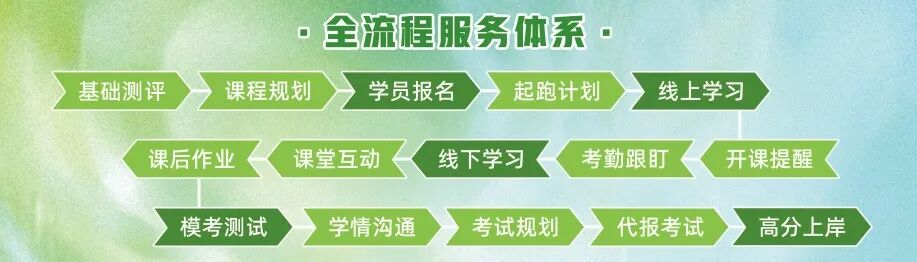 ·全流程服务体系·
基础测评 课程规划 学员报名 起跑计划 线上学习
课后作业 课堂互动 线下学习 考勤跟盯 开课提醒
模考测试 学情沟通 考试规划 代报考试 高分上岸